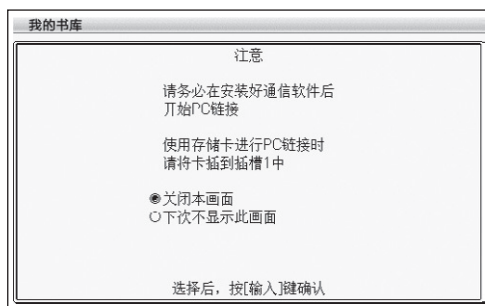 我的书库
注意
请务必在安装好通信软件后
开始PC链接
使用存储卡进行PC链接时
请将卡插到插槽1中
关闭本画面
下次不显示此画面
选择后，按[输入]键确认